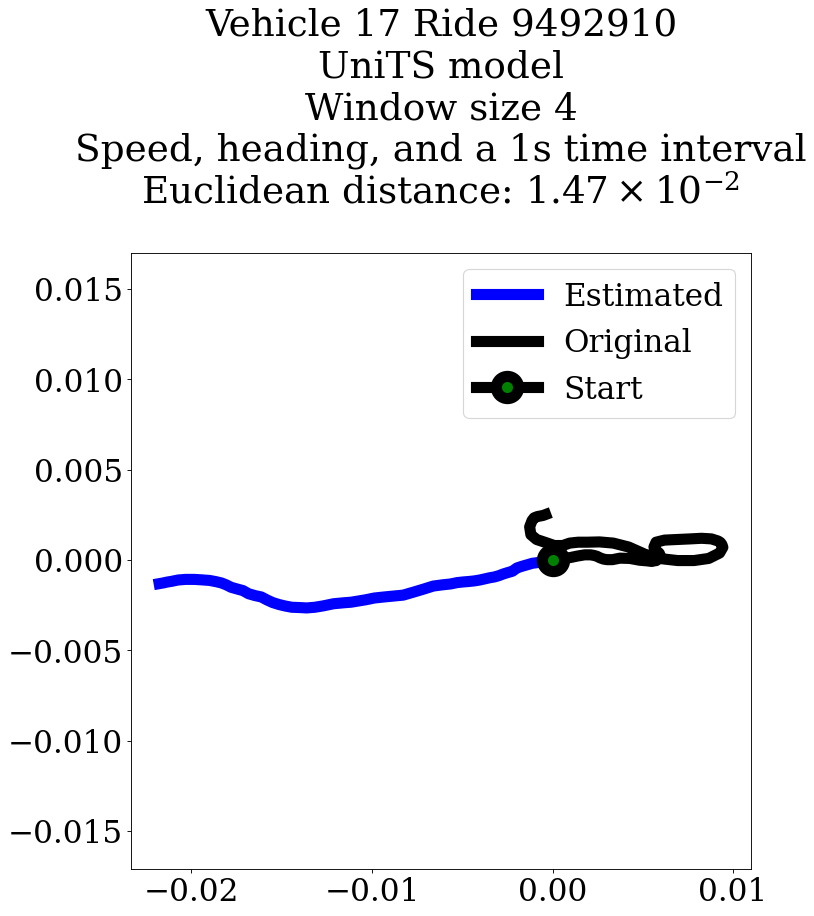 Vehicle 17 Ride 9492910
UniTS model
Window size 4
Speed, heading, and a 1s time interval
Euclidean distance: 1.47 × 10⁻²
Estimated
Original
Start
0.015
0.010
0.005
0.000
−0.005
−0.010
−0.015
−0.02 −0.01 0.00 0.01